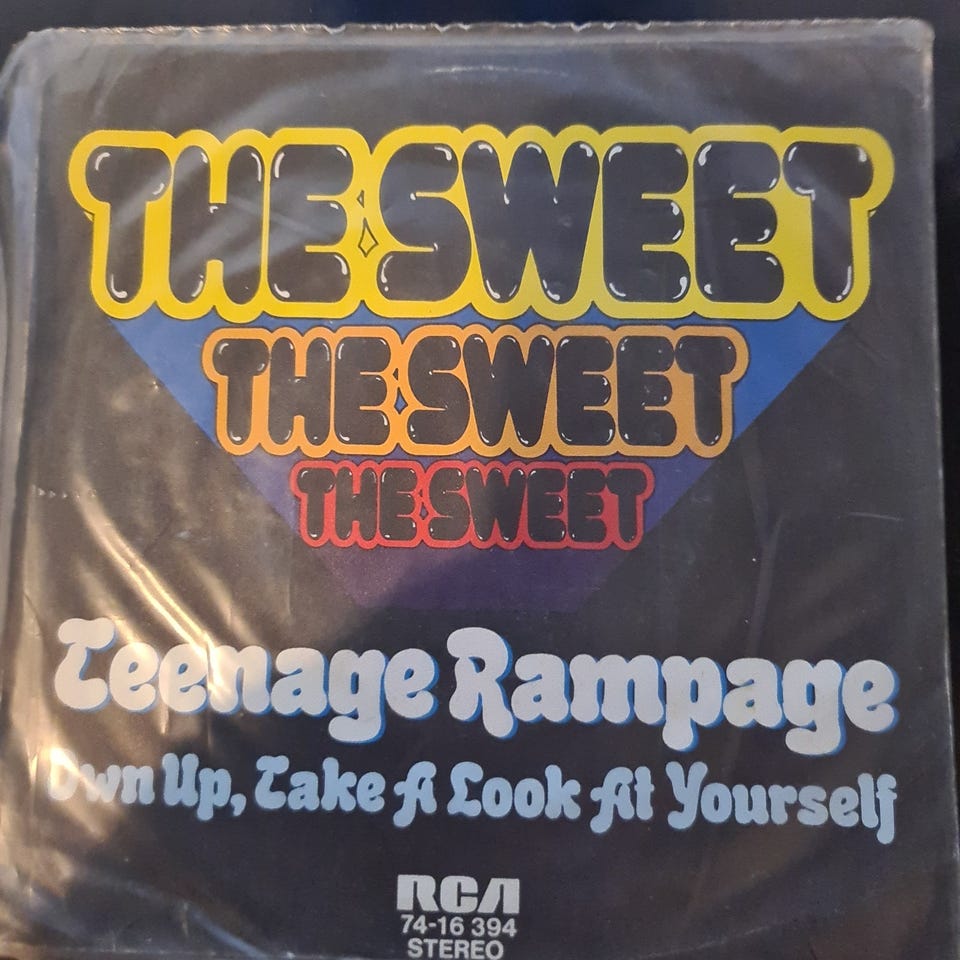 THE SWEET
THE SWEET
THE SWEET
Teenage Rampage
Own Up, Take A Look At Yourself
RCA
74-16 394
STEREO